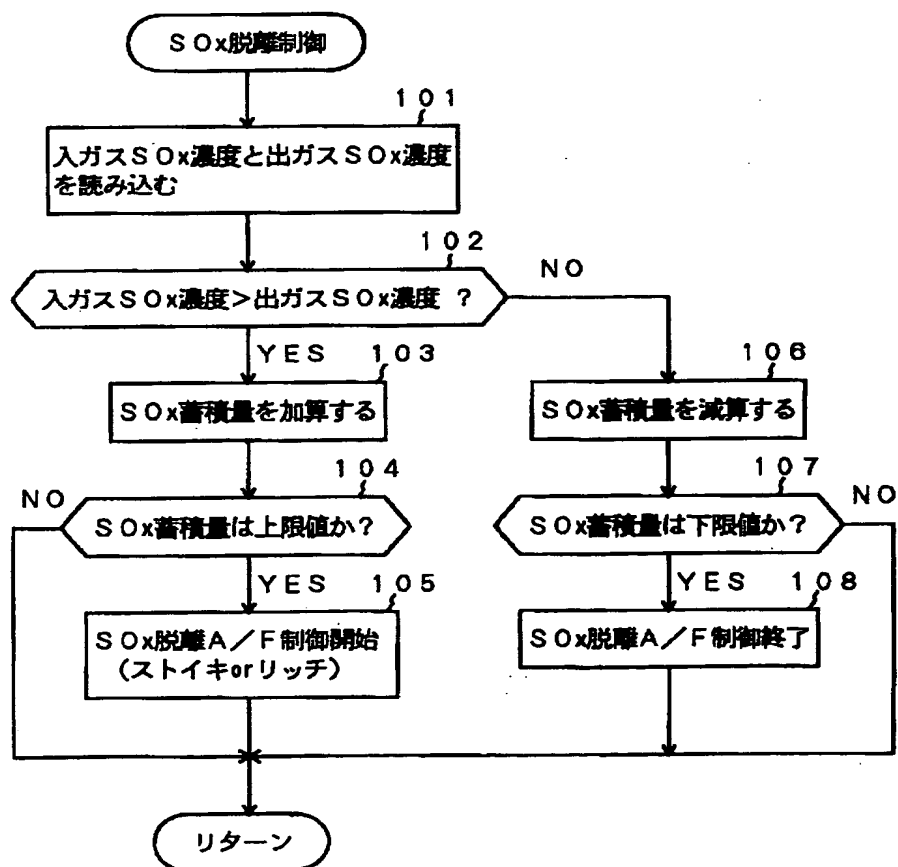 ＳＯx脱離制御
１０１
入ガスＳＯx濃度と出ガスＳＯx濃度
を読み込む
１０２
入ガスＳＯx濃度＞出ガスＳＯx濃度 ？
ＮＯ
ＹＥＳ
１０３
ＳＯx蓄積量を加算する
１０６
ＳＯx蓄積量を減算する
１０４
ＮＯ
ＳＯx蓄積量は上限値か？
１０７
ＮＯ
ＳＯx蓄積量は下限値か？
ＹＥＳ
１０５
ＳＯx脱離Ａ／Ｆ制御開始
（ストイキorリッチ）
ＹＥＳ
１０８
ＳＯx脱離Ａ／Ｆ制御終了
リターン